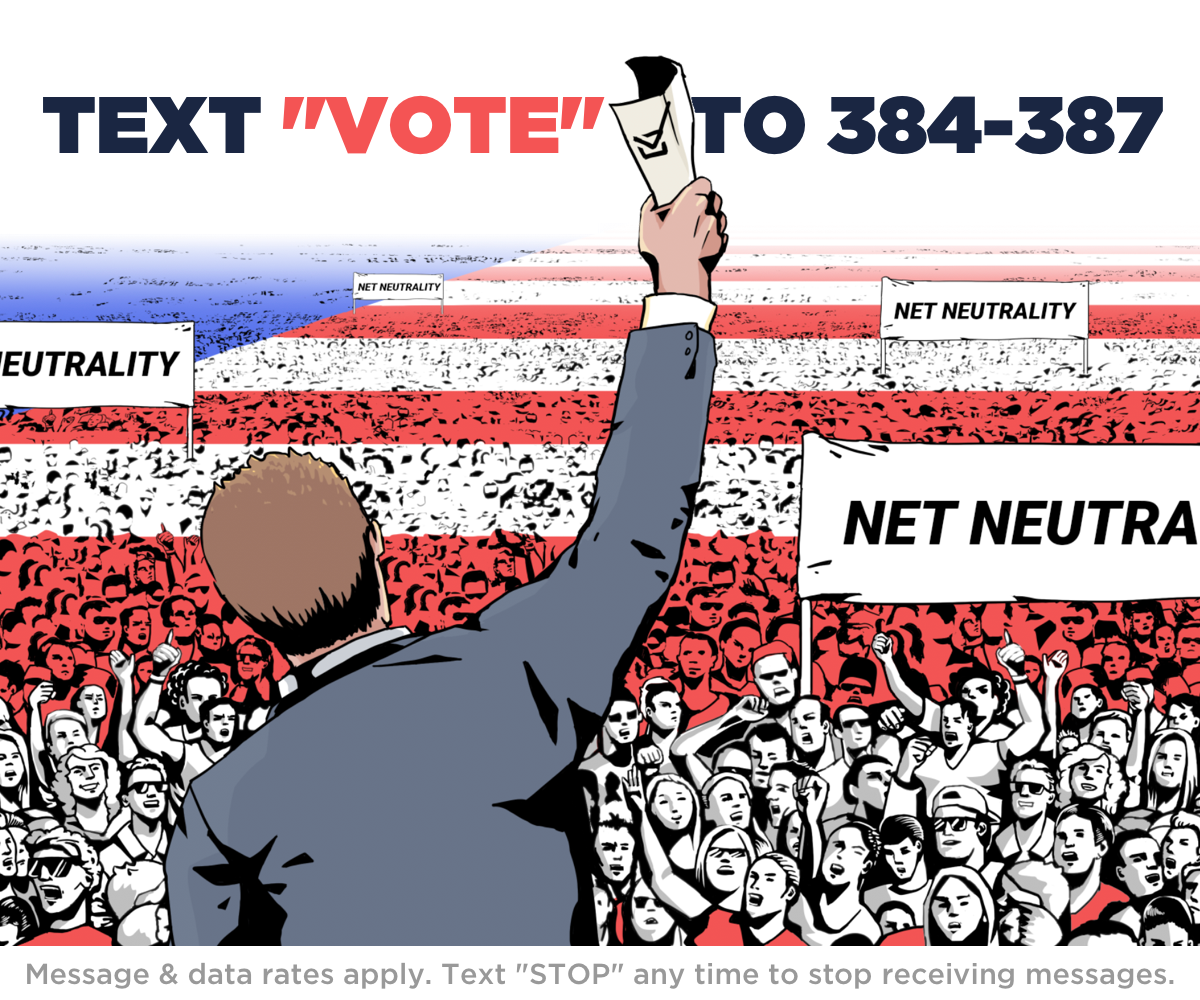 TEXT "VOTE" TO 384-387
NET NEUTRALITY
NET NEUTRALITY
EUTRALITY
NET NEUTRA
Message & data rates apply. Text "STOP" any time to stop receiving messages.